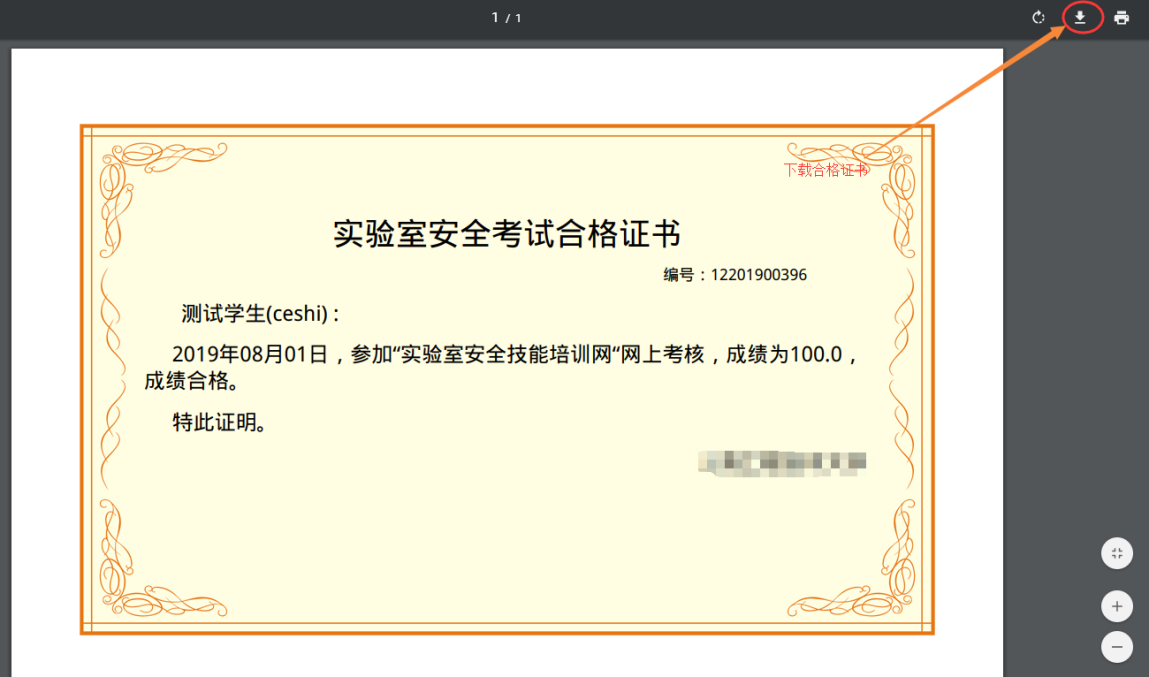 1 / 1
下载合格证书
实验室安全考试合格证书
编号：12201900396
测试学生(ceshi)：
2019年08月01日，参加“实验室安全技能培训网“网上考核，成绩为100.0，
成绩合格。
特此证明。